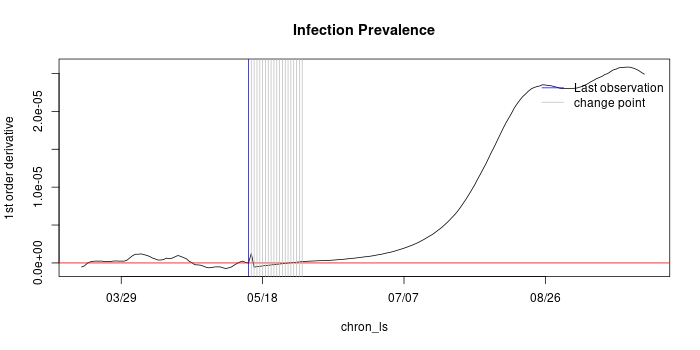 Infection Prevalence
1st order derivative
2.0e-05
1.0e-05
0.0e+00
Last observation
change point
03/29
05/18
07/07
08/26
chron_ls